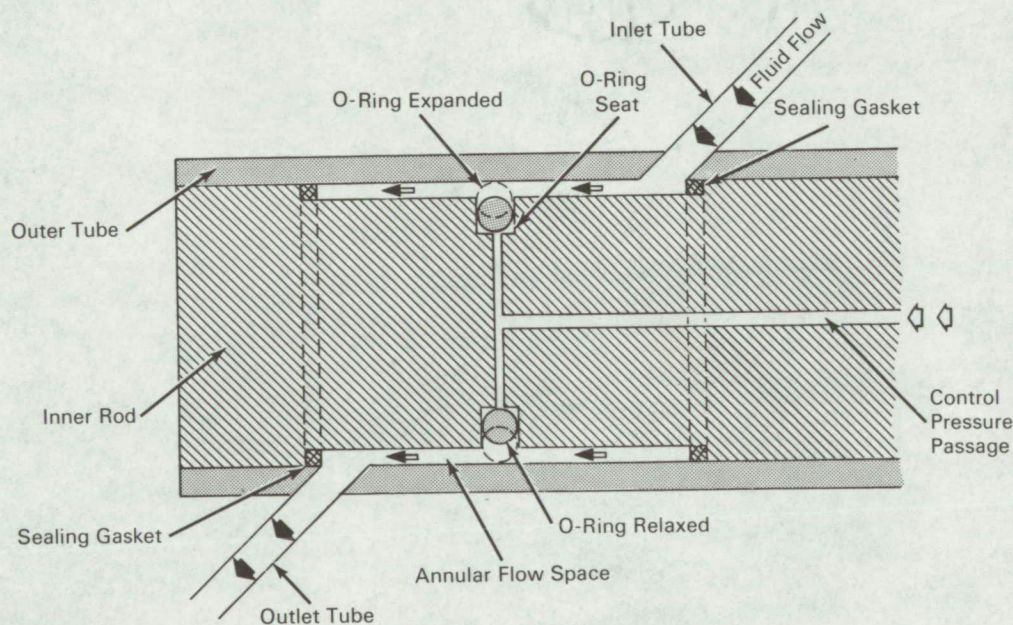 Inlet Tube
Fluid Flow
O-Ring
Seat
O-Ring Expanded
Sealing Gasket
Outer Tube
Inner Rod
Control
Pressure
Passage
Sealing Gasket
O-Ring Relaxed
Annular Flow Space
Outlet Tube